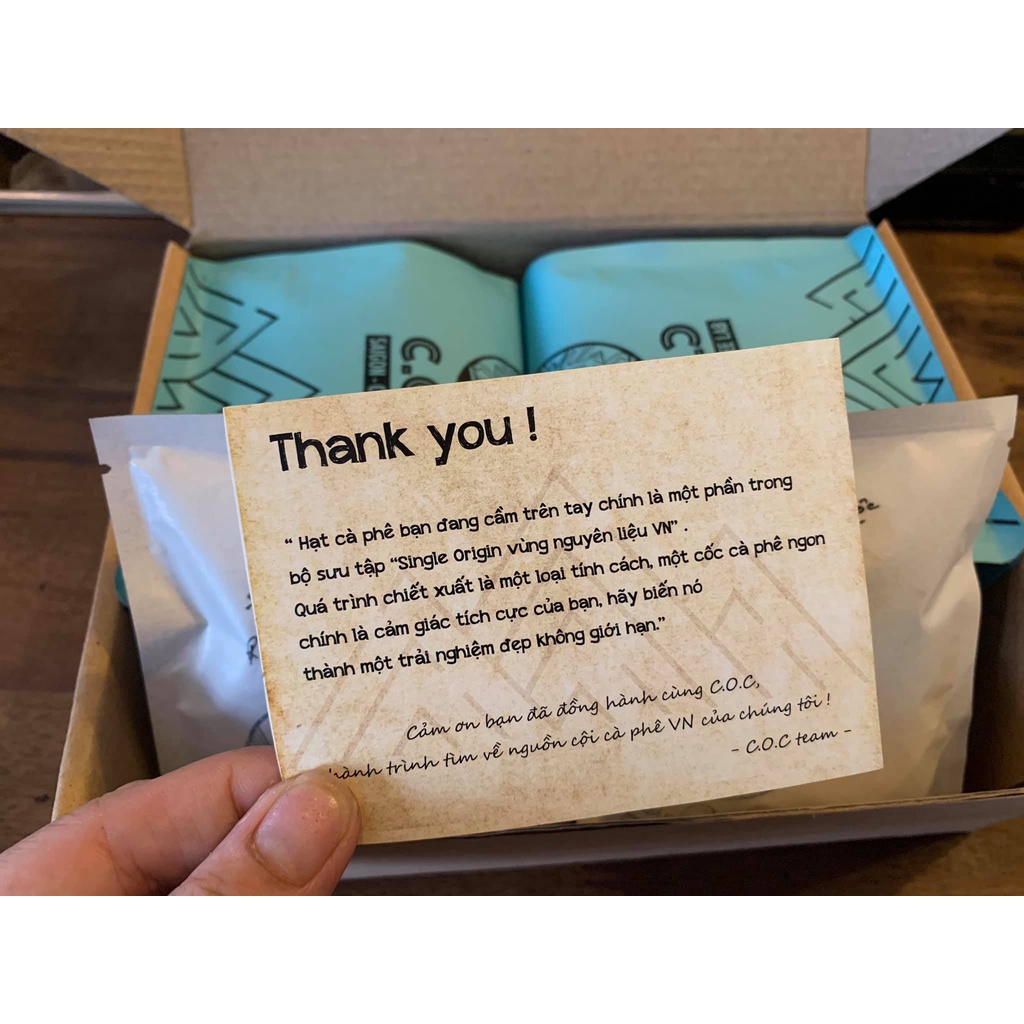 Thank you !
“ Hạt cà phê bạn đang cầm trên tay chính là một phần trong
bộ sưu tập “Single Origin vùng nguyên liệu VN” .
Quá trình chiết xuất là một loại tính cách, một cốc cà phê ngon
chính là cảm giác tích cực của bạn, hãy biến nó
thành một trải nghiệm đẹp không giới hạn.”
Cảm ơn bạn đã đồng hành cùng C.O.C,
hành trình tìm về nguồn cội cà phê VN của chúng tôi !
- C.O.C team -